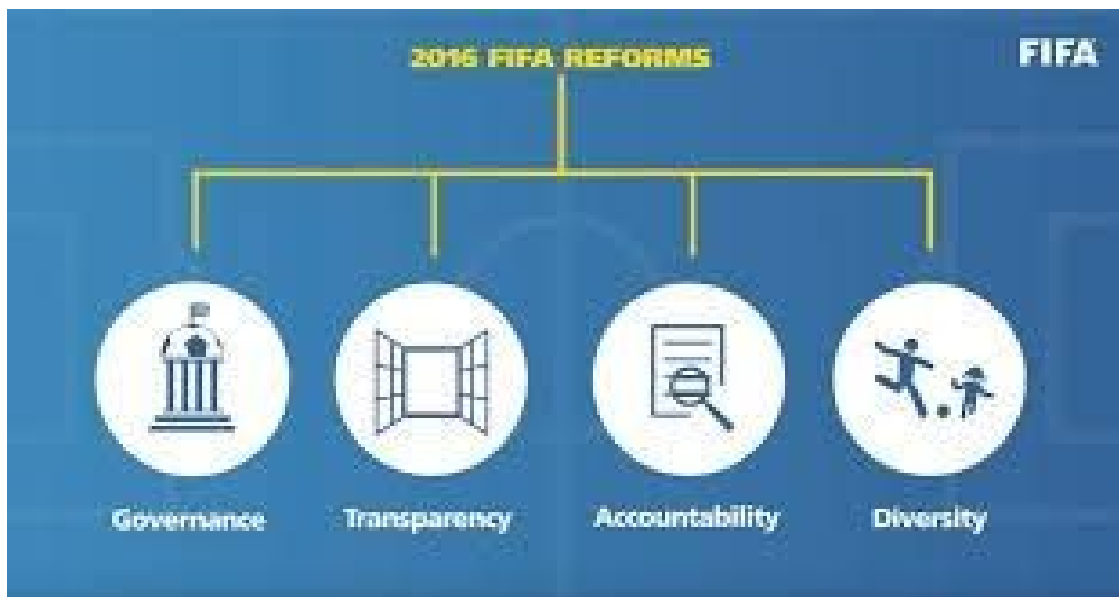 2016 FIFA REFORMS
FIFA
Governance
Transparency
Accountability
Diversity